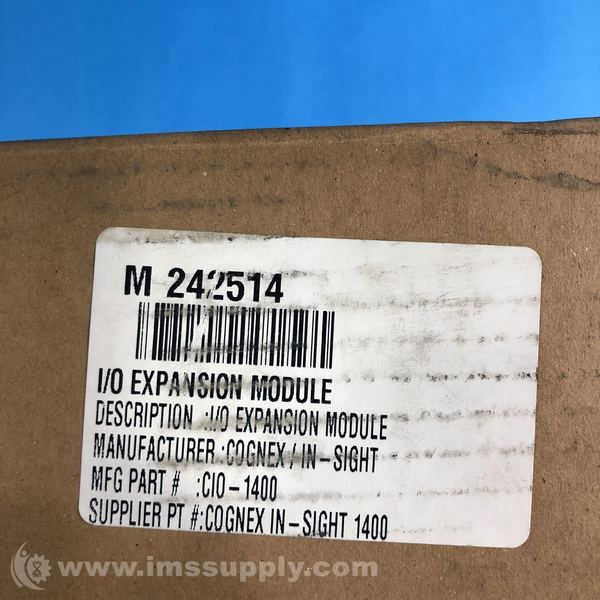 M 242514
I/O EXPANSION MODULE
DESCRIPTION :I/O EXPANSION MODULE
MANUFACTURER :COGNEX / IN-SIGHT
MFG PART # :CIO-1400
SUPPLIER PT #:COGNEX IN-SIGHT 1400
www.imssupply.com